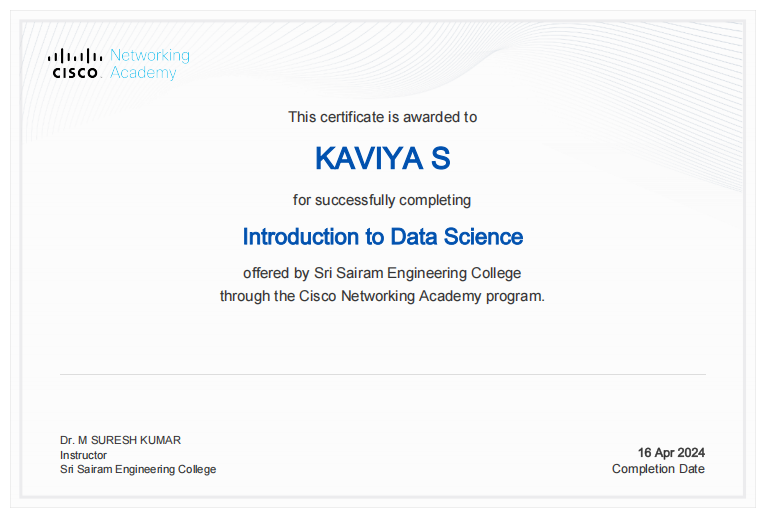 Networking
CISCO. Academy
This certificate is awarded to
KAVIYA S
for successfully completing
Introduction to Data Science
offered by Sri Sairam Engineering College
through the Cisco Networking Academy program.
Dr. M SURESH KUMAR
Instructor
Sri Sairam Engineering College
16 Apr 2024
Completion Date